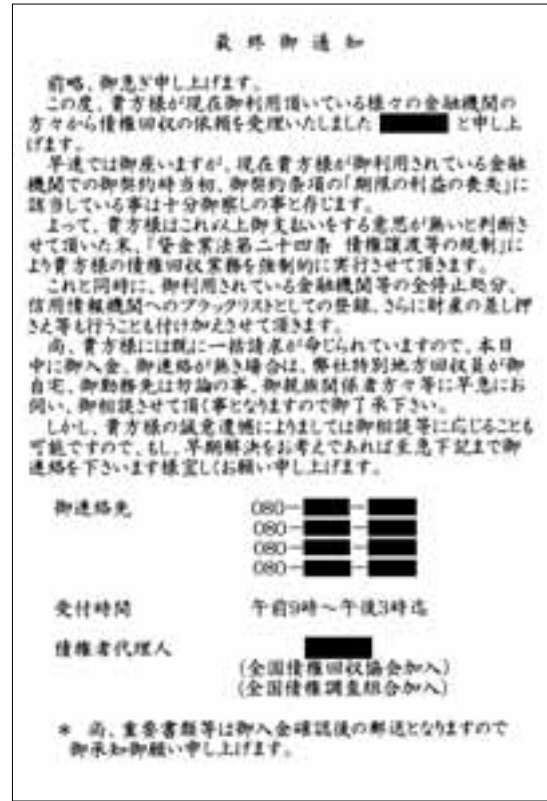 最終御通知
前略、御急ぎ申し上げます。
この度、貴方様が現在御利用頂いている様々の金融機関の
方々から債権回収の依頼を受理いたしました と申し上
げます。
早速では御座いますが、現在貴方様が御利用されている金融
機関での御契約時当初、御契約条項の「期限の利益の喪失」に
該当している事は十分御察しの事と存じます。
よって、貴方様はこれ以上御支払いをする意思が無いと判断さ
せて頂いた末、「貸金業法第二十四条 債権譲渡等の規制」に
より貴方様の債権回収業務を強制的に実行させて頂きます。
これと同時に、御利用されている金融機関等の全停止処分、
信用情報機関へのブラックリストとしての登録、さらに財産の差し押
さえ等も行うことも付け加えさせて頂きます。
尚、貴方様には既に一括請求が命じられていますので、本日
中に御入金、御連絡が無き場合は、弊社特別地方回収員が御
自宅、御勤務先は勿論の事、御親族関係者方々等に早急にお
伺い、御相談させて頂く事となりますので御了承下さい。
しかし、貴方様の誠意遺憾によりましては御相談等に応じることも
可能ですので、もし、早期解決をお考えであれば至急下記まで御
連絡を下さいます様宜しくお願い申し上げます。
御連絡先 080- -
080- -
080- -
080- -
受付時間 午前9時～午後3時迄
債権者代理人
(全国債権回収協会加入)
(全国債権調査組合加入)
* 尚、重要書類等は御入金確認後の郵送となりますので
御承知御願い申し上げます。